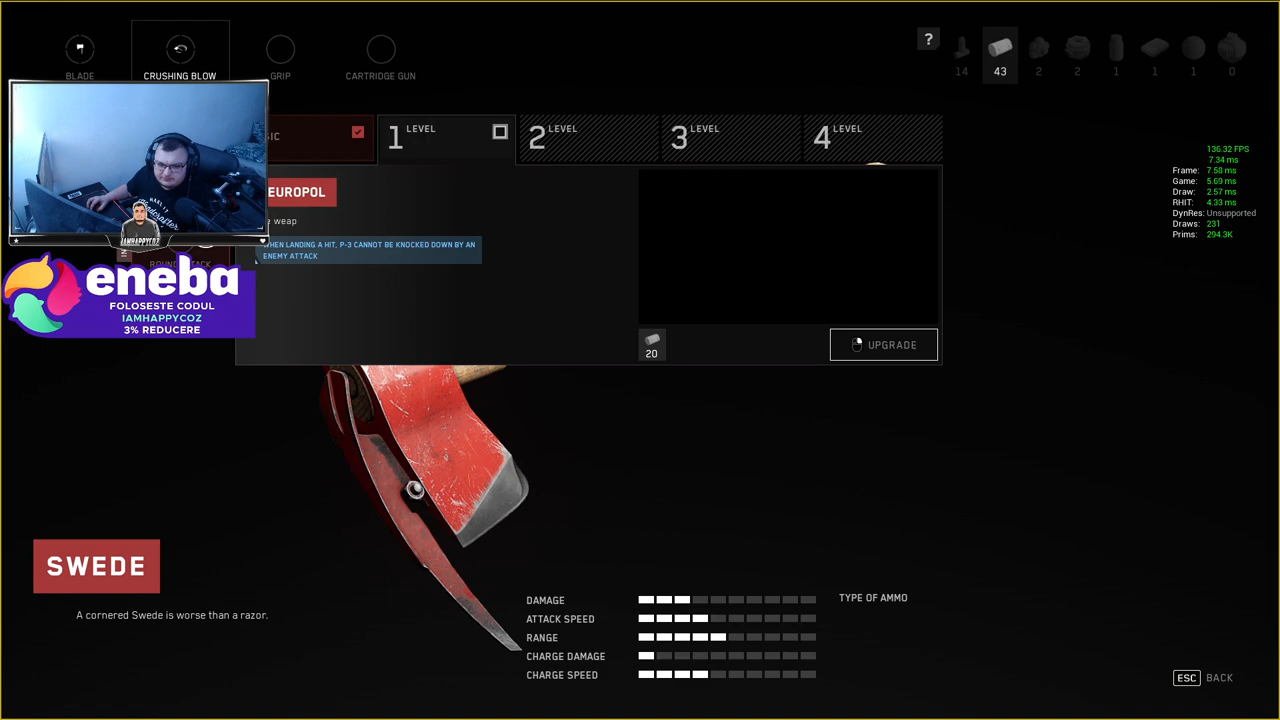 BLADE
CRUSHING BLOW
GRIP
CARTRIDGE GUN
?
14
43
2
2
1
1
1
0
1 LEVEL
2 LEVEL
3 LEVEL
4 LEVEL
EUROPOL
weap
WHEN LANDING A HIT, P-3 CANNOT BE KNOCKED DOWN BY AN
ENEMY ATTACK
20
UPGRADE
136.32 FPS
7.34 ms
Frame: 7.58 ms
Game: 5.69 ms
Draw: 2.57 ms
RHIT: 4.33 ms
DynRes: Unsupported
Draws: 231
Prims: 294.3K
IAMHAPPYCOZ
eneba
FOLOSESTE CODUL
IAMHAPPYCOZ
3% REDUCERE
SWEDE
A cornered Swede is worse than a razor.
DAMAGE
ATTACK SPEED
RANGE
CHARGE DAMAGE
CHARGE SPEED
TYPE OF AMMO
ESC BACK